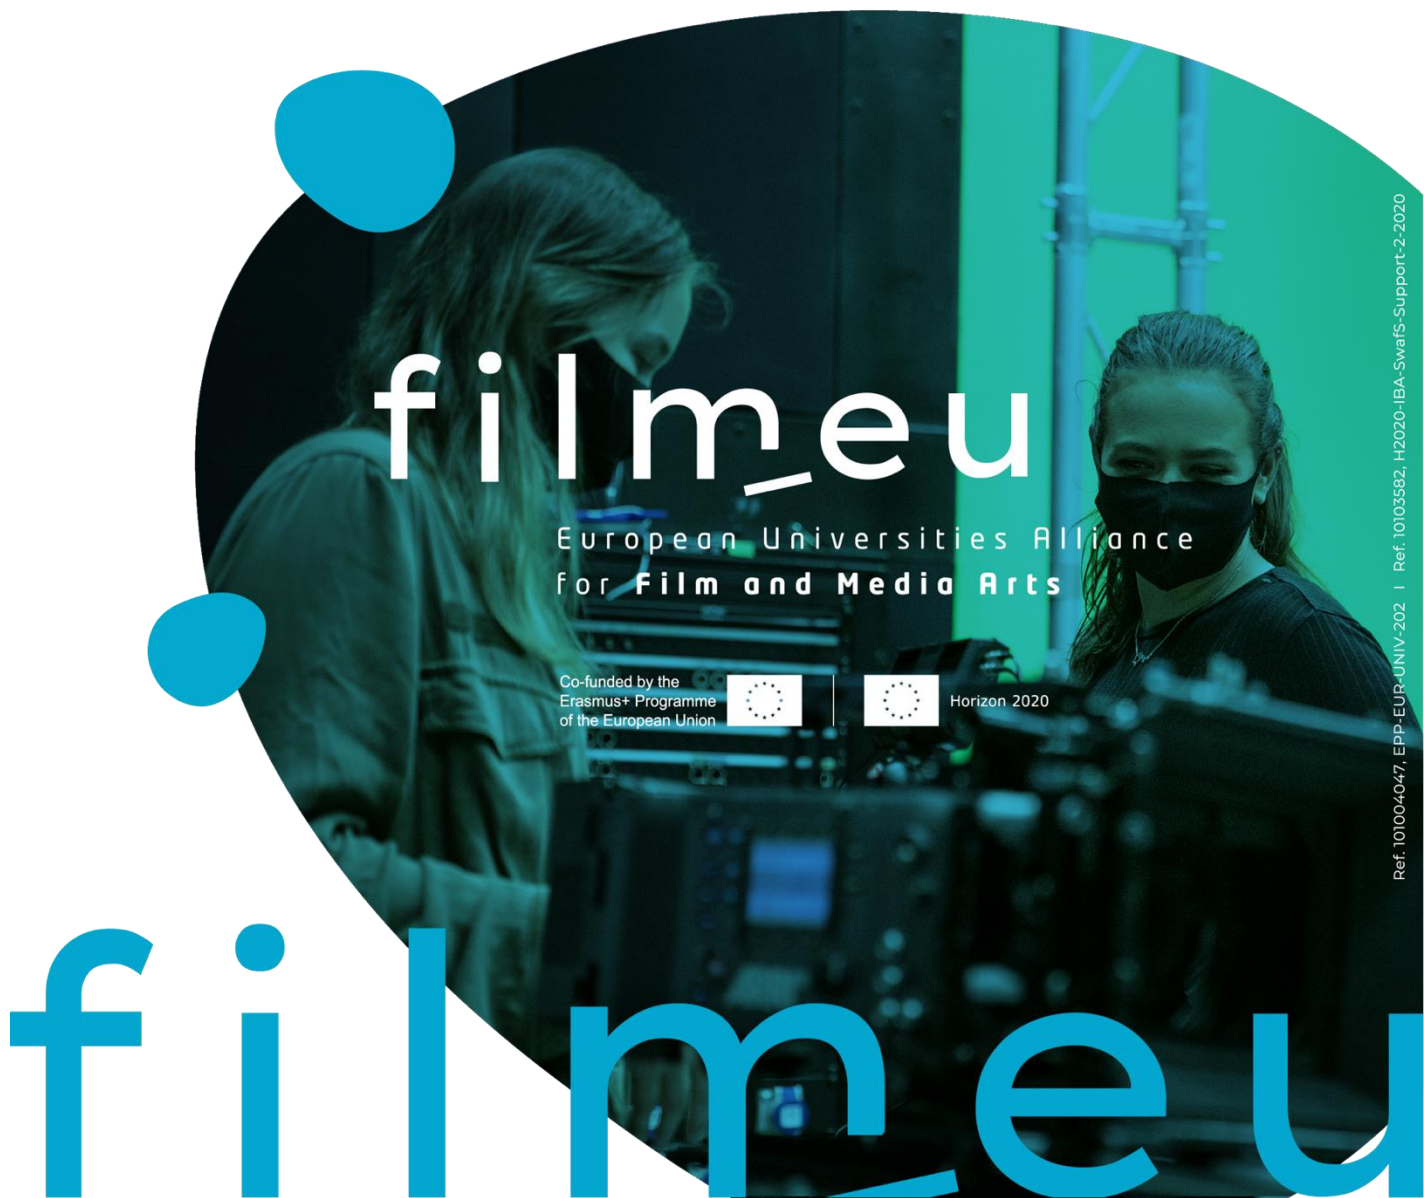 filmeu
European Universities Alliance
for Film and Media Arts
Co-funded by the
Erasmus+ Programme
of the European Union
Horizon 2020
Ref. 101004047, EPP-EUR-UNIV-202 I Ref. 10103582, H2020-IBA-SwafS-Support-2-2020
filmeu